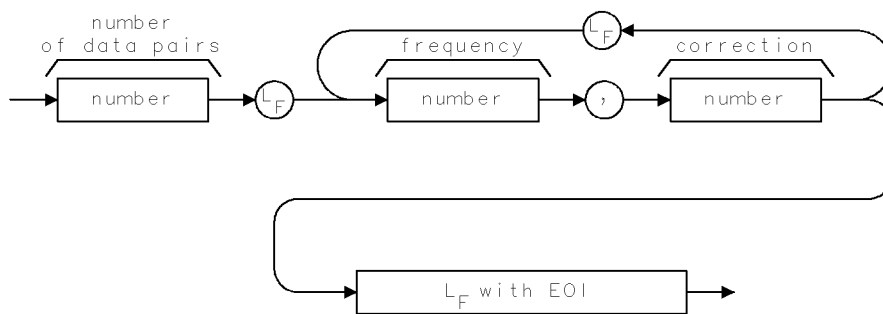 number
of data pairs
frequency
LF
correction
number
LF
number
,
number
LF with EOI